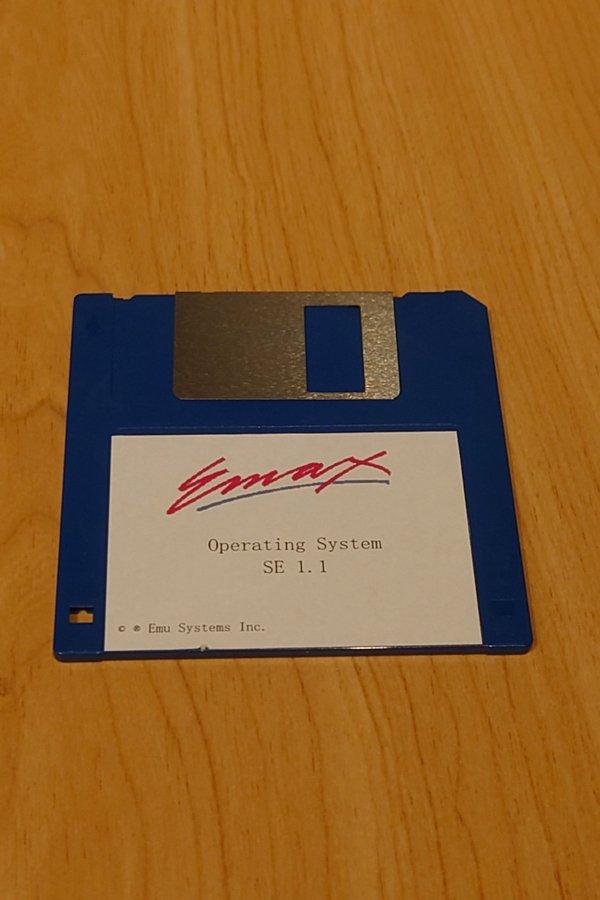 Emax
Operating System
SE 1.1
© ® Emu Systems Inc.